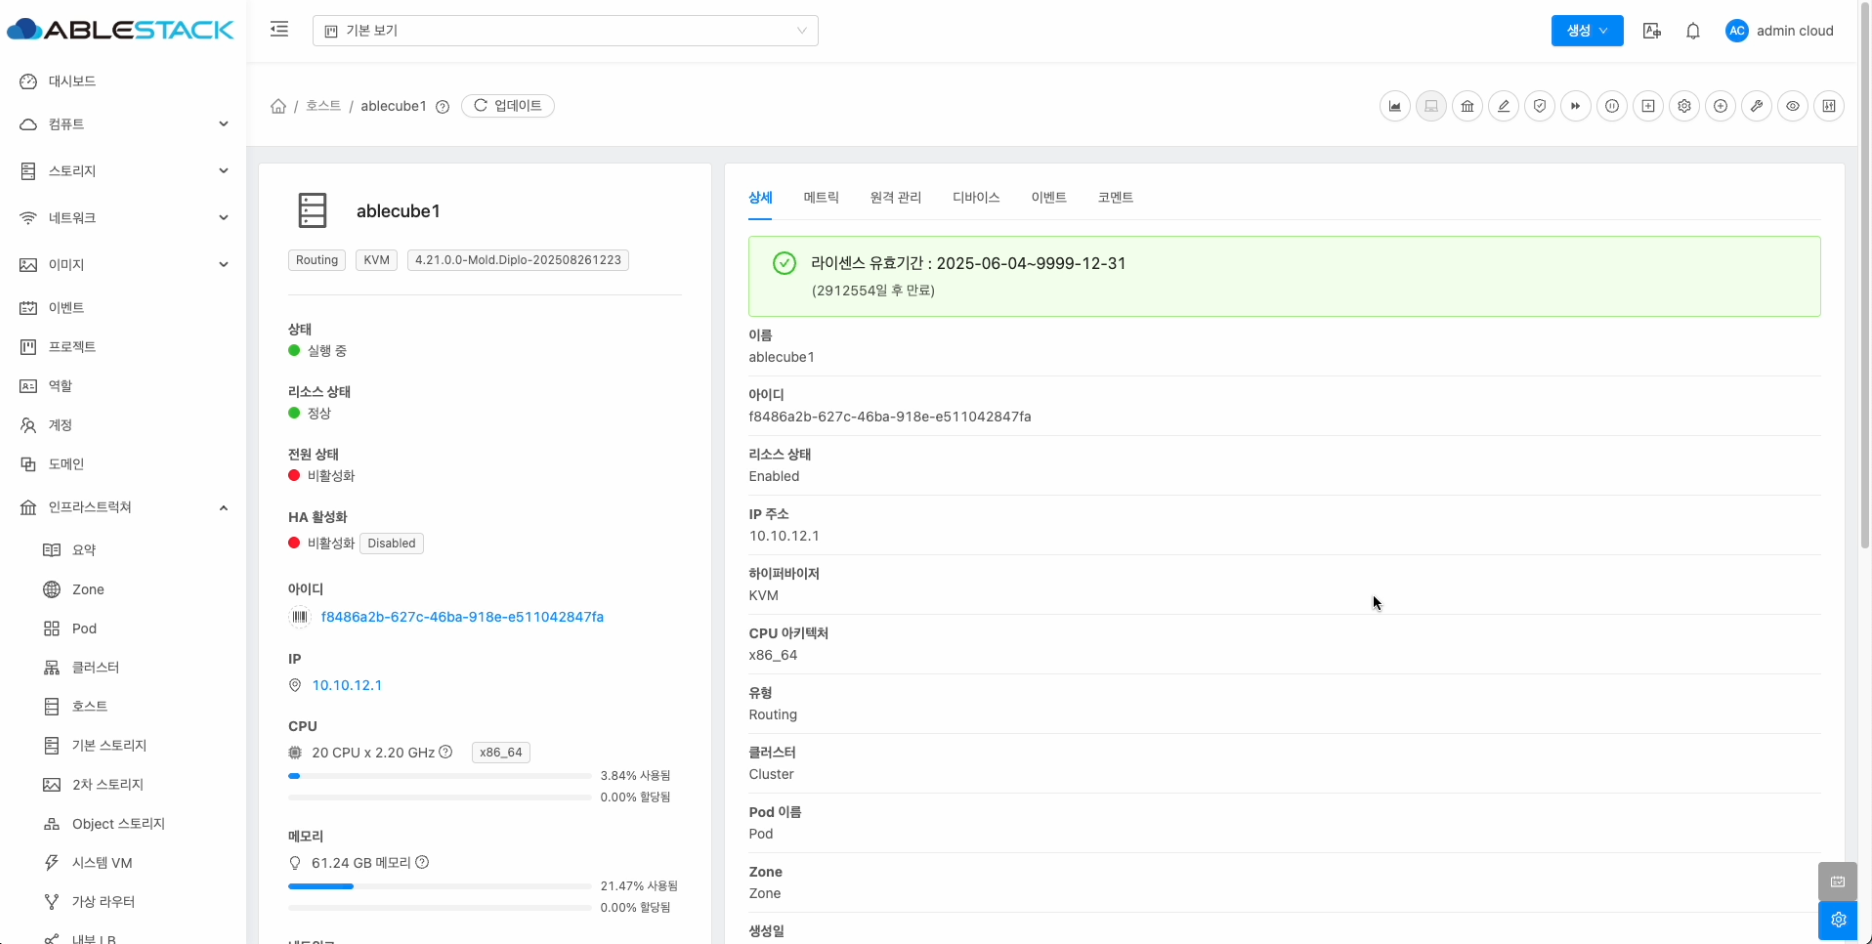 ABLESTACK
기본 보기
생성
AC
admin cloud
대시보드
컴퓨트
스토리지
네트워크
이미지
이벤트
프로젝트
역할
계정
도메인
인프라스트럭쳐
요약
Zone
Pod
클러스터
호스트
기본 스토리지
2차 스토리지
Object 스토리지
시스템 VM
가상 라우터
내부 LB
/ 호스트 / ablecube1
업데이트
ablecube1
Routing
KVM
4.21.0.0-Mold.Diplo-202508261223
상태
실행 중
리소스 상태
정상
전원 상태
비활성화
HA 활성화
비활성화 Disabled
아이디
f8486a2b-627c-46ba-918e-e511042847fa
IP
10.10.12.1
CPU
20 CPU x 2.20 GHz
x86_64
3.84% 사용됨
0.00% 할당됨
메모리
61.24 GB 메모리
21.47% 사용됨
0.00% 할당됨
네트워크
상세
메트릭
원격 관리
디바이스
이벤트
코멘트
라이센스 유효기간 : 2025-06-04~9999-12-31
(2912554일 후 만료)
이름
ablecube1
아이디
f8486a2b-627c-46ba-918e-e511042847fa
리소스 상태
Enabled
IP 주소
10.10.12.1
하이퍼바이저
KVM
CPU 아키텍처
x86_64
유형
Routing
클러스터
Cluster
Pod 이름
Pod
Zone
Zone
생성일